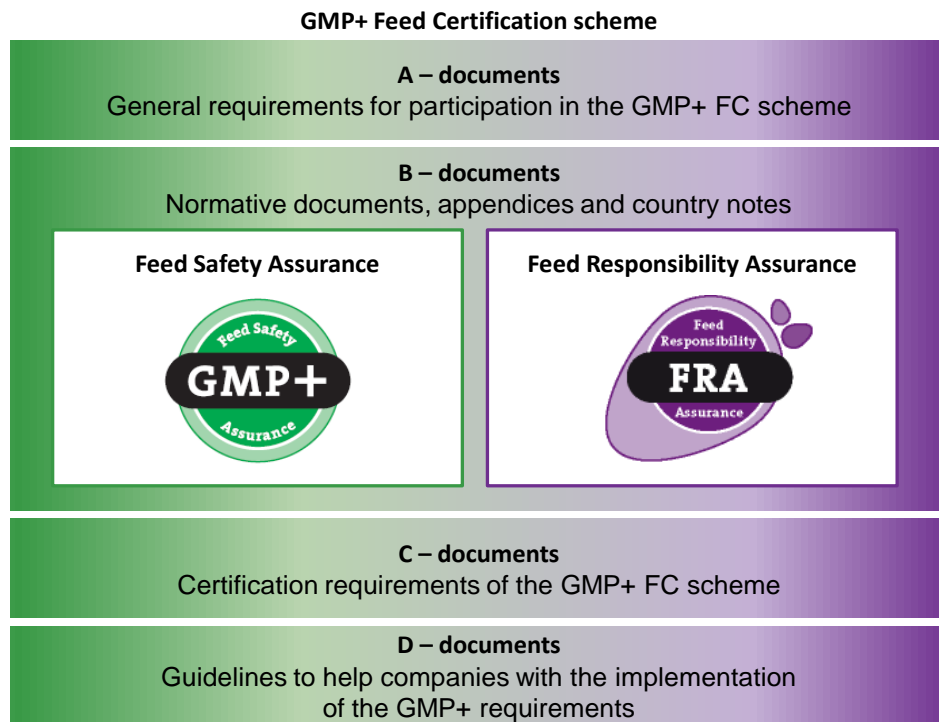 GMP+ Feed Certification scheme
A – documents
General requirements for participation in the GMP+ FC scheme
B – documents
Normative documents, appendices and country notes
Feed Safety Assurance
Feed Safety
GMP+
Assurance
Feed Responsibility Assurance
Feed
Responsibility
FRA
Assurance
C – documents
Certification requirements of the GMP+ FC scheme
D – documents
Guidelines to help companies with the implementation
of the GMP+ requirements